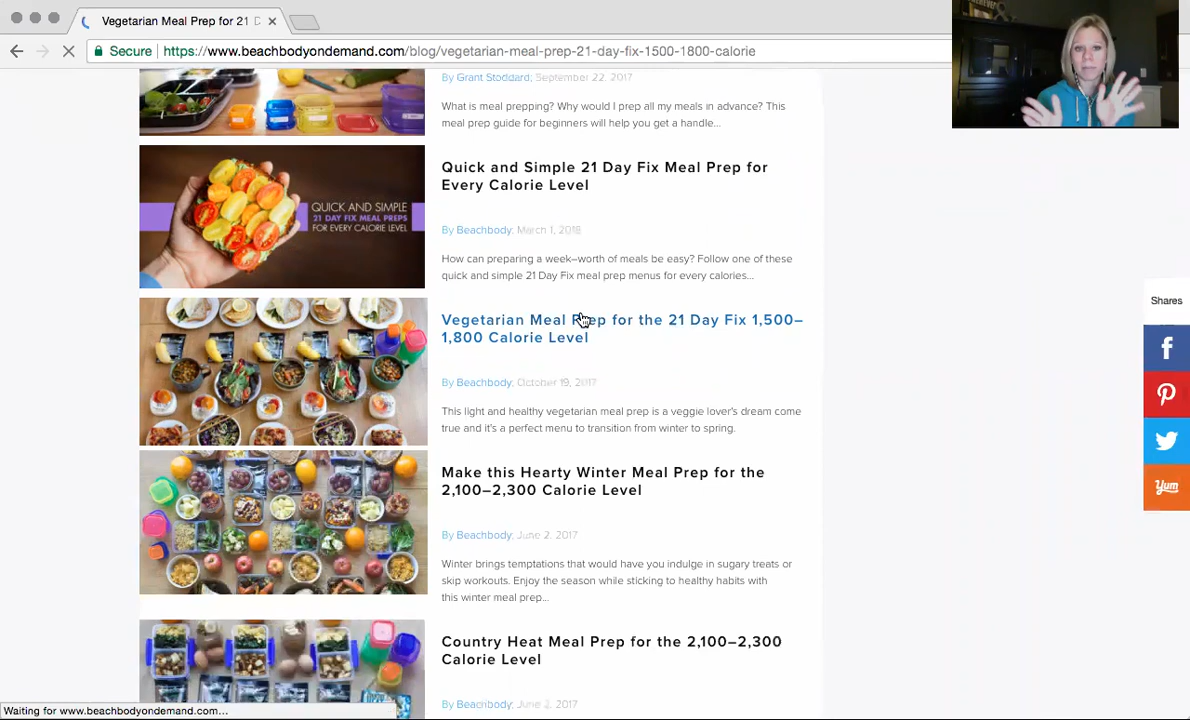 Vegetarian Meal Prep for 21 D
Secure https://www.beachbodyondemand.com/blog/vegetarian-meal-prep-21-day-fix-1500-1800-calorie
By Grant Stoddard; September 22. 2017
What is meal prepping? Why would I prep all my meals in advance? This
meal prep guide for beginners will help you get a handle...
Quick and Simple 21 Day Fix Meal Prep for
Every Calorie Level
QUICK AND SIMPLE
21 DAY FIX MEAL PREPS
FOR EVERY CALORIE LEVEL
By Beachbody; March 1, 2018
How can preparing a week–worth of meals be easy? Follow one of these
quick and simple 21 Day Fix meal prep menus for every calories...
Vegetarian Meal Prep for the 21 Day Fix 1,500–
1,800 Calorie Level
By Beachbody; October 19, 2017
This light and healthy vegetarian meal prep is a veggie lover's dream come
true and it's a perfect menu to transition from winter to spring.
Make this Hearty Winter Meal Prep for the
2,100–2,300 Calorie Level
By Beachbody; June 2. 2017
Winter brings temptations that would have you indulge in sugary treats or
skip workouts. Enjoy the season while sticking to healthy habits with
this winter meal prep...
Country Heat Meal Prep for the 2,100–2,300
Calorie Level
By Beachbody; June 2, 2017
Shares
f
Yum
Waiting for www.beachbodyondemand.com...